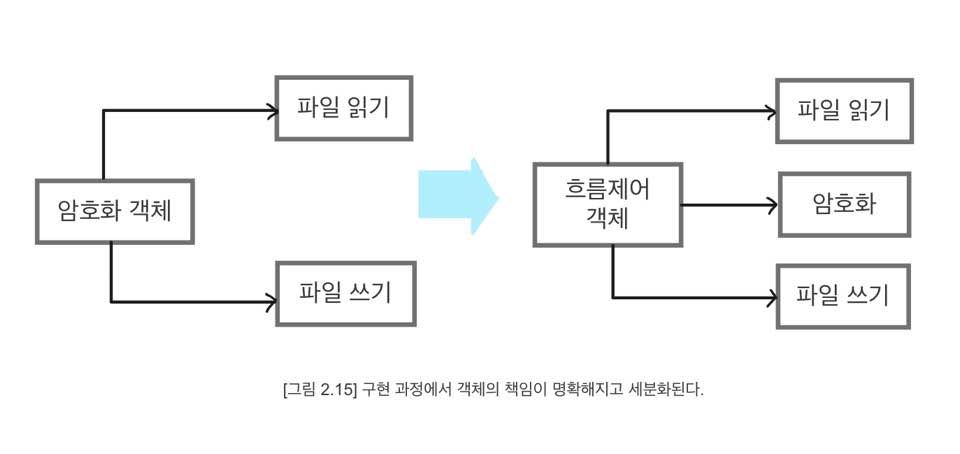 파일 읽기
암호화 객체
파일 쓰기
파일 읽기
흐름제어
객체
암호화
파일 쓰기
[그림 2.15] 구현 과정에서 객체의 책임이 명확해지고 세분화된다.